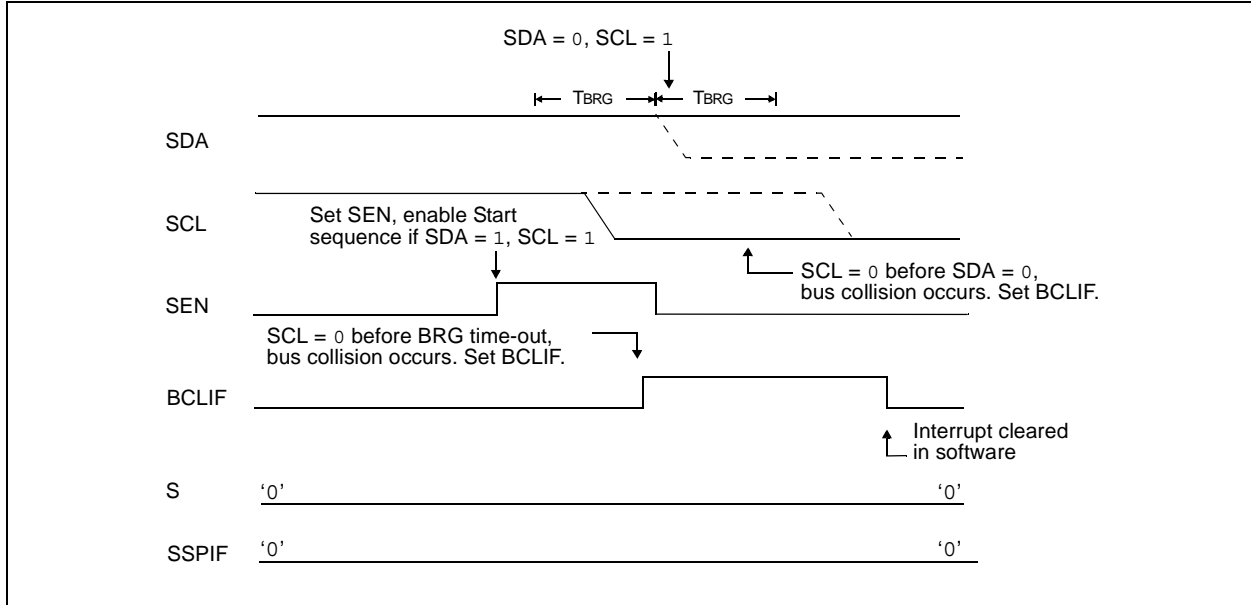 SDA = 0, SCL = 1
TBRG TBRG
SDA
SCL
Set SEN, enable Start
sequence if SDA = 1, SCL = 1
SCL = 0 before SDA = 0,
bus collision occurs. Set BCLIF.
SEN
SCL = 0 before BRG time-out,
bus collision occurs. Set BCLIF.
BCLIF
Interrupt cleared
in software
S ‘0’ ‘0’
SSPIF ‘0’ ‘0’